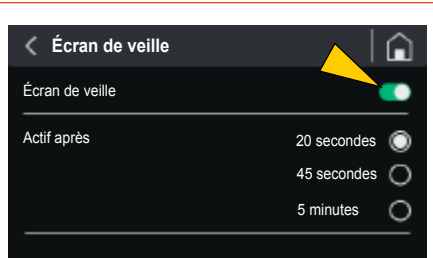 Écran de veille
Écran de veille
Actif après 20 secondes
45 secondes
5 minutes